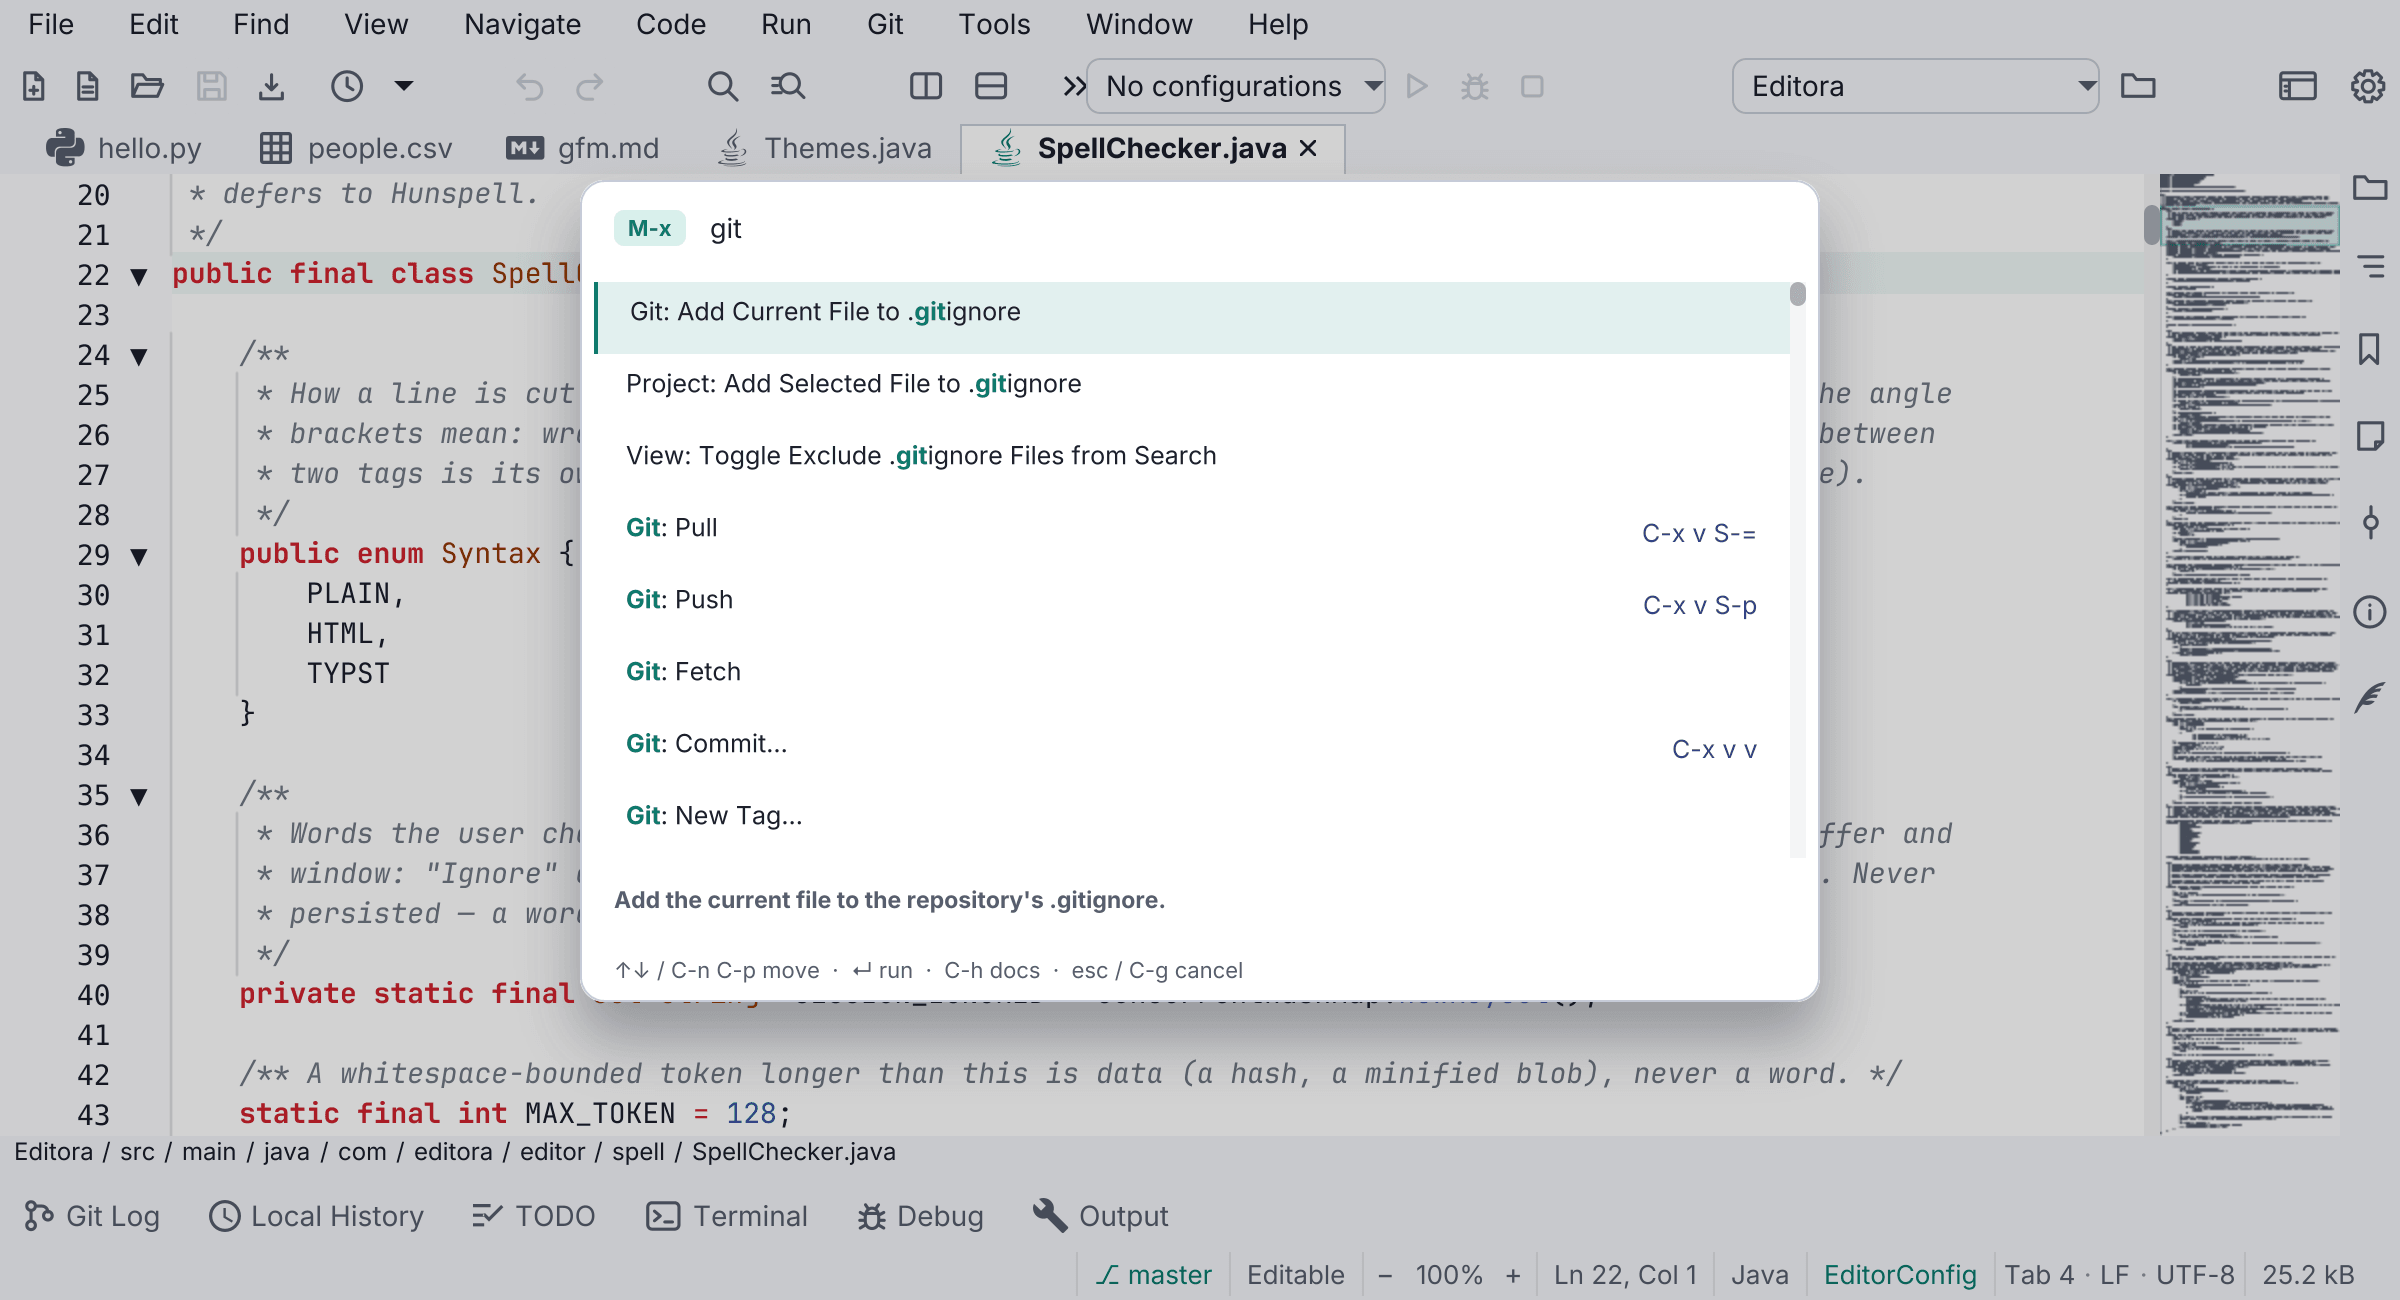 File Edit Find View Navigate Code Run Git Tools Window Help
No configurations Editora
hello.py people.csv gfm.md Themes.java SpellChecker.java
20 * defers to Hunspell.
21 */
22 public final class Spell
23
24 /**
25 * How a line is cut he angle
26 * brackets mean: between
27 * two tags is its e).
28 */
29 public enum Syntax {
30 PLAIN,
31 HTML,
32 TYPST
33 }
34
35 /**
36 * Words the user ffer and
37 * window: "Ignore" . Never
38 * persisted — a
39 */
40 private static final
41
42 /** A whitespace-bounded token longer than this is data (a hash, a minified blob), never a word. */
43 static final int MAX_TOKEN = 128;
M-x git
Git: Add Current File to .gitignore
Project: Add Selected File to .gitignore
View: Toggle Exclude .gitignore Files from Search
Git: Pull C-x v S-=
Git: Push C-x v S-p
Git: Fetch
Git: Commit... C-x v v
Git: New Tag...
Add the current file to the repository's .gitignore.
↑↓ / C-n C-p move · ↵ run · C-h docs · esc / C-g cancel
Editora / src / main / java / com / editora / editor / spell / SpellChecker.java
Git Log Local History TODO Terminal Debug Output
master Editable − 100% + Ln 22, Col 1 Java EditorConfig Tab 4 · LF · UTF-8 25.2 kB